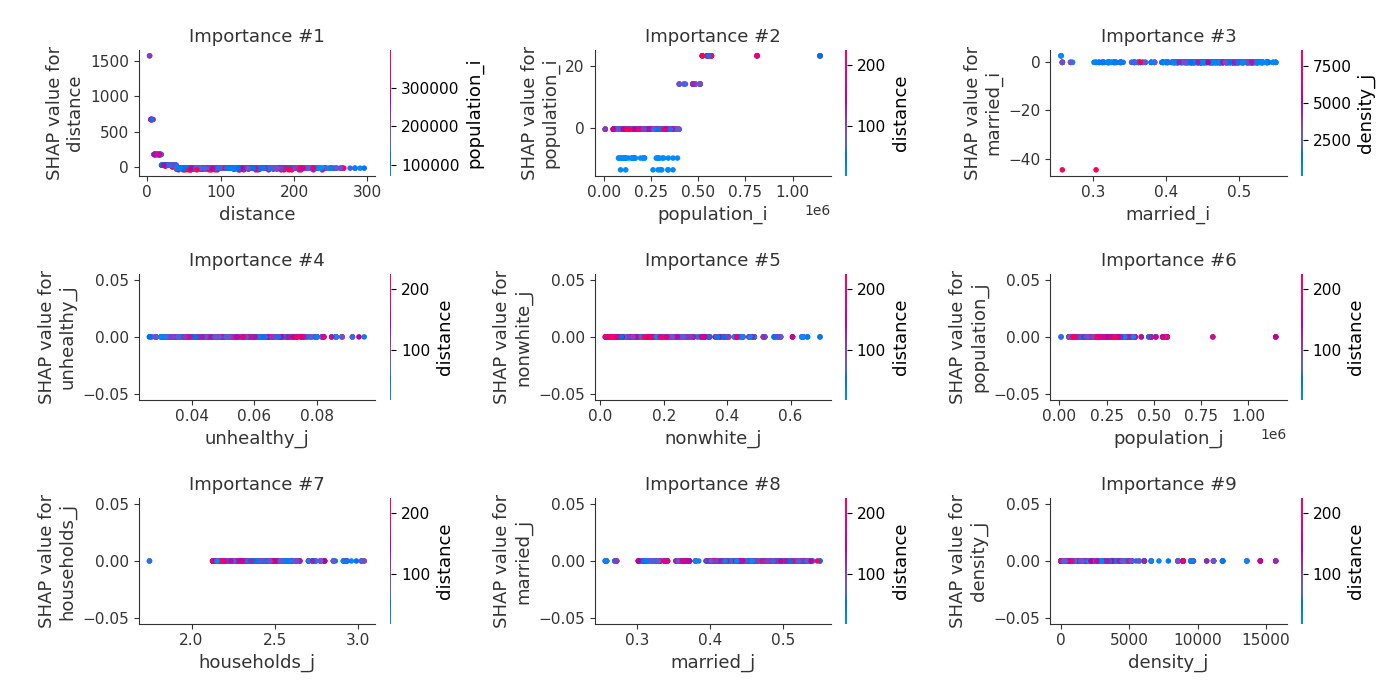 Importance #1
SHAP value for
distance
1500
1000
500
0
0
100
200
300
distance
300000
200000
100000
population_i
Importance #2
SHAP value for
population_i
20
0
0.00
0.25
0.50
0.75
1.00
1e6
population_i
200
100
distance
Importance #3
SHAP value for
married_i
0
−20
−40
0.3
0.4
0.5
married_i
7500
5000
2500
density_j
Importance #4
SHAP value for
unhealthy_j
0.05
0.00
−0.05
0.04
0.06
0.08
unhealthy_j
200
100
distance
Importance #5
SHAP value for
nonwhite_j
0.05
0.00
−0.05
0.0
0.2
0.4
0.6
nonwhite_j
200
100
distance
Importance #6
SHAP value for
population_j
0.05
0.00
−0.05
0.00
0.25
0.50
0.75
1.00
1e6
population_j
200
100
distance
Importance #7
SHAP value for
households_j
0.05
0.00
−0.05
2.0
2.5
3.0
households_j
200
100
distance
Importance #8
SHAP value for
married_j
0.05
0.00
−0.05
0.3
0.4
0.5
married_j
200
100
distance
Importance #9
SHAP value for
density_j
0.05
0.00
−0.05
0
5000
10000
15000
density_j
200
100
distance